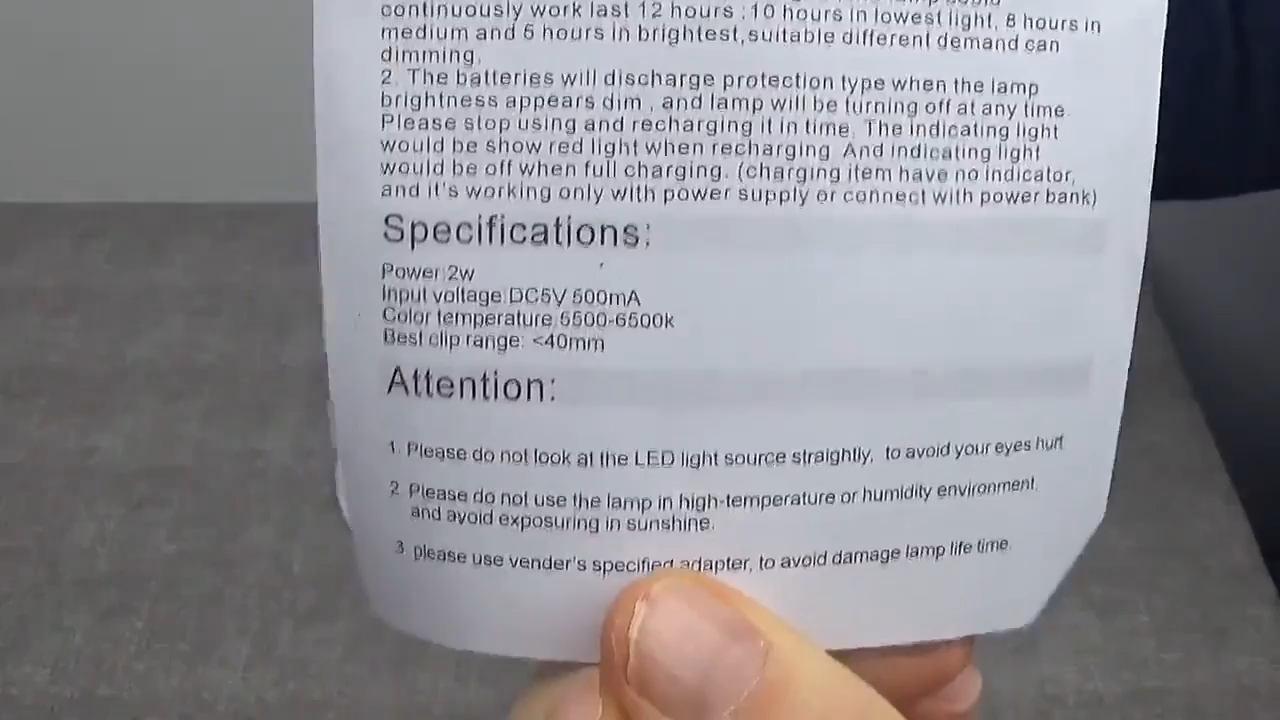 continuously work last 12 hours :10 hours in lowest light, 8 hours in
medium and 5 hours in brightest,suitable different demand can
dimming.
2. The batteries will discharge protection type when the lamp
brightness appears dim , and lamp will be turning off at any time.
Please stop using and recharging it in time. The indicating light
would be show red light when recharging. And indicating light
would be off when full charging. (charging item have no indicator,
and it's working only with power supply or connect with power bank)
Specifications:
Power:2w
Input voltage:DC5V 500mA
Color temperature:5500-6500k
Best clip range: <40mm
Attention:
1. Please do not look at the LED light source straightly, to avoid your eyes hurt
2. Please do not use the lamp in high-temperature or humidity environment,
and avoid exposuring in sunshine.
3. please use vender's specified adapter, to avoid damage lamp life time.